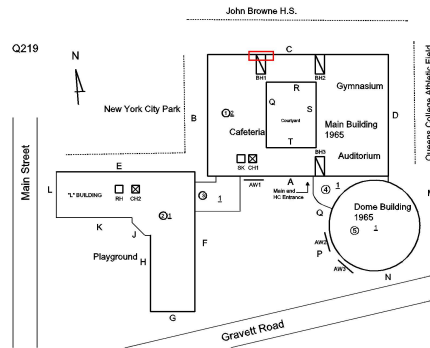 John Browne H.S.
Q219
N
C
BH1
BH2
R
Gymnasium
Queens College Athletic Field
New York City Park
B
1 2
Q
S
Courtyard
D
Main Street
Cafeteria
Main Building
1965
T
Auditorium
E
SK
CH1
BH3
L
"L" BUILDING
RH
CH2
3
1
AW1
A
Main and
HC Entrance
4
1
M
Dome Building
1965
2 1
K
J
F
Q
5
1
AW2
P
Playground
H
AW3
N
G
Gravett Road